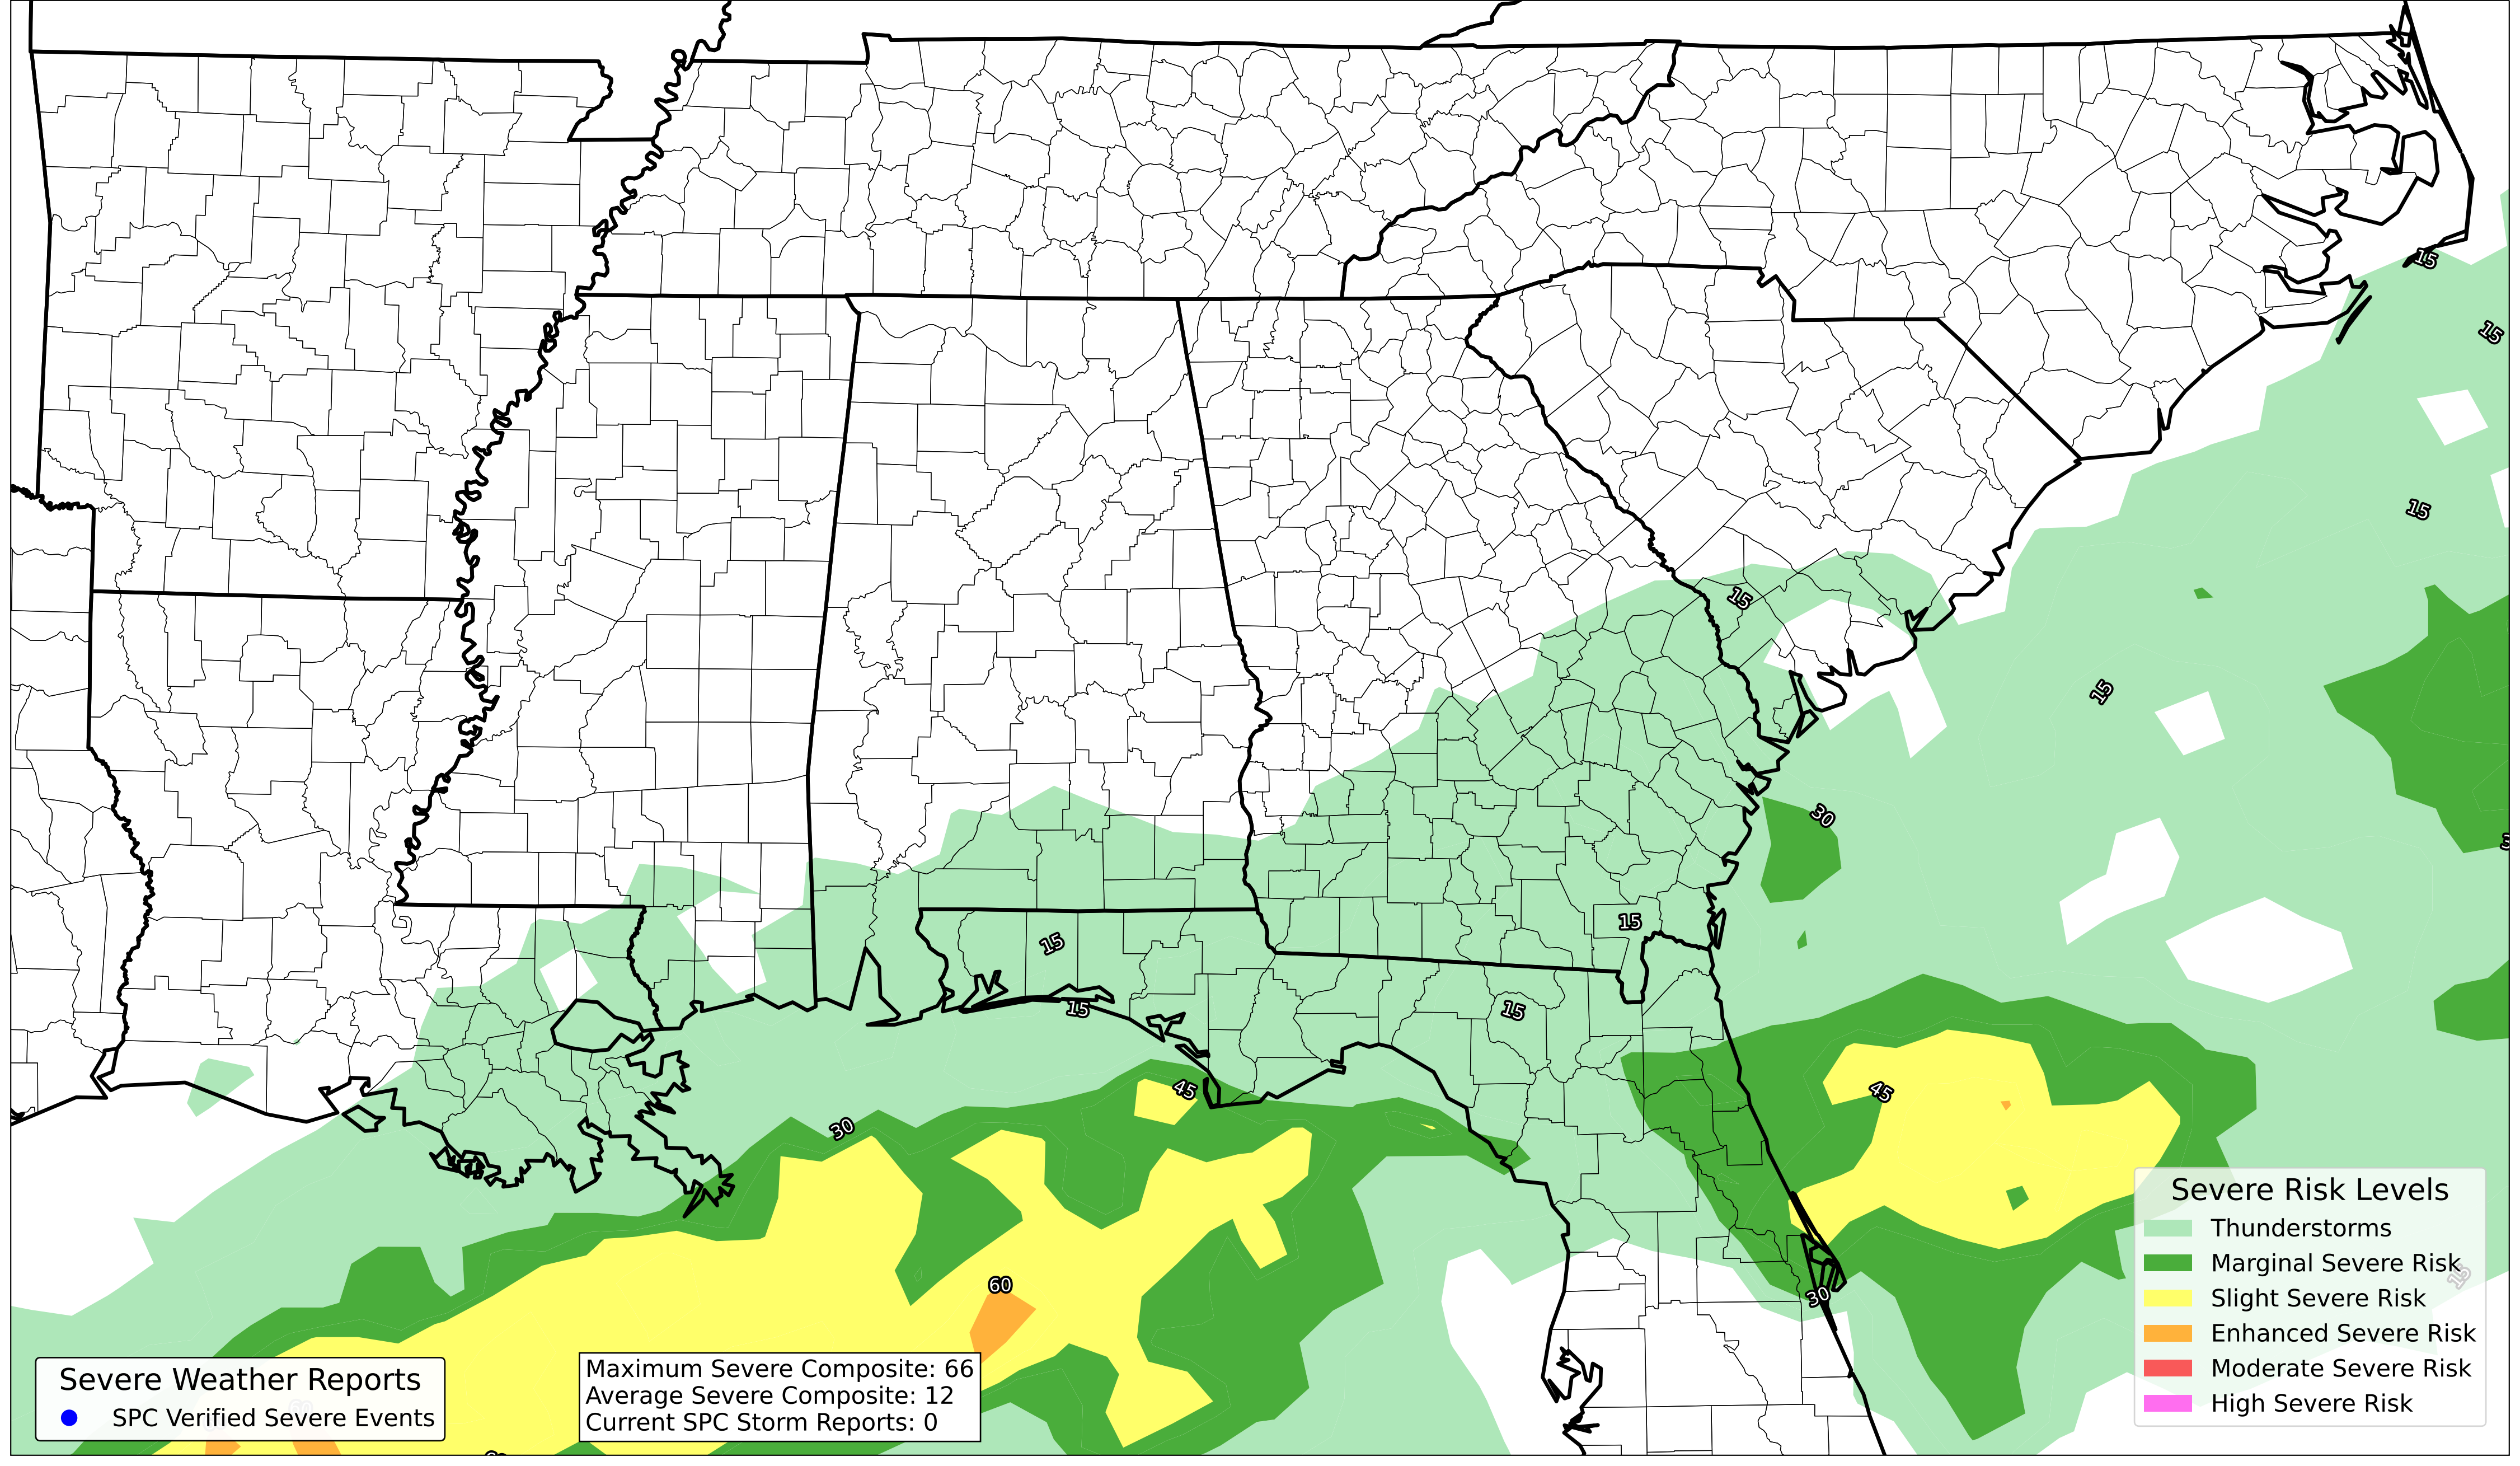 15
15
15
15
15
30
15
15
15
15
45
45
30
60
30
15
Severe Risk Levels
Thunderstorms
Marginal Severe Risk
Slight Severe Risk
Enhanced Severe Risk
Moderate Severe Risk
High Severe Risk
Severe Weather Reports
SPC Verified Severe Events
Maximum Severe Composite: 66
Average Severe Composite: 12
Current SPC Storm Reports: 0